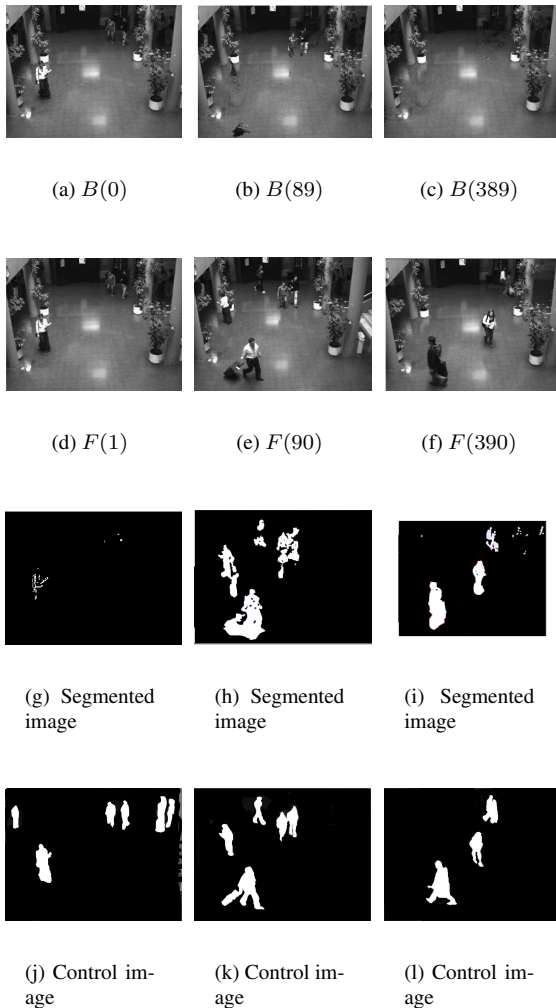 (a) B(0)
(b) B(89)
(c) B(389)
(d) F(1)
(e) F(90)
(f) F(390)
(g) Segmented
image
(h) Segmented
image
(i) Segmented
image
(j) Control im-
age
(k) Control im-
age
(l) Control im-
age